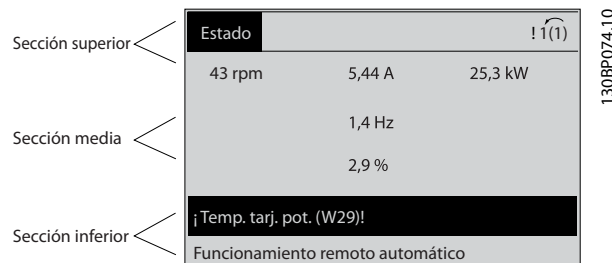 Sección superior
Estado
! 1(1)
43 rpm 5,44 A 25,3 kW
Sección media
1,4 Hz
2,9 %
Sección inferior
¡Temp. tarj. pot. (W29)!
Funcionamiento remoto automático
130BP074.10